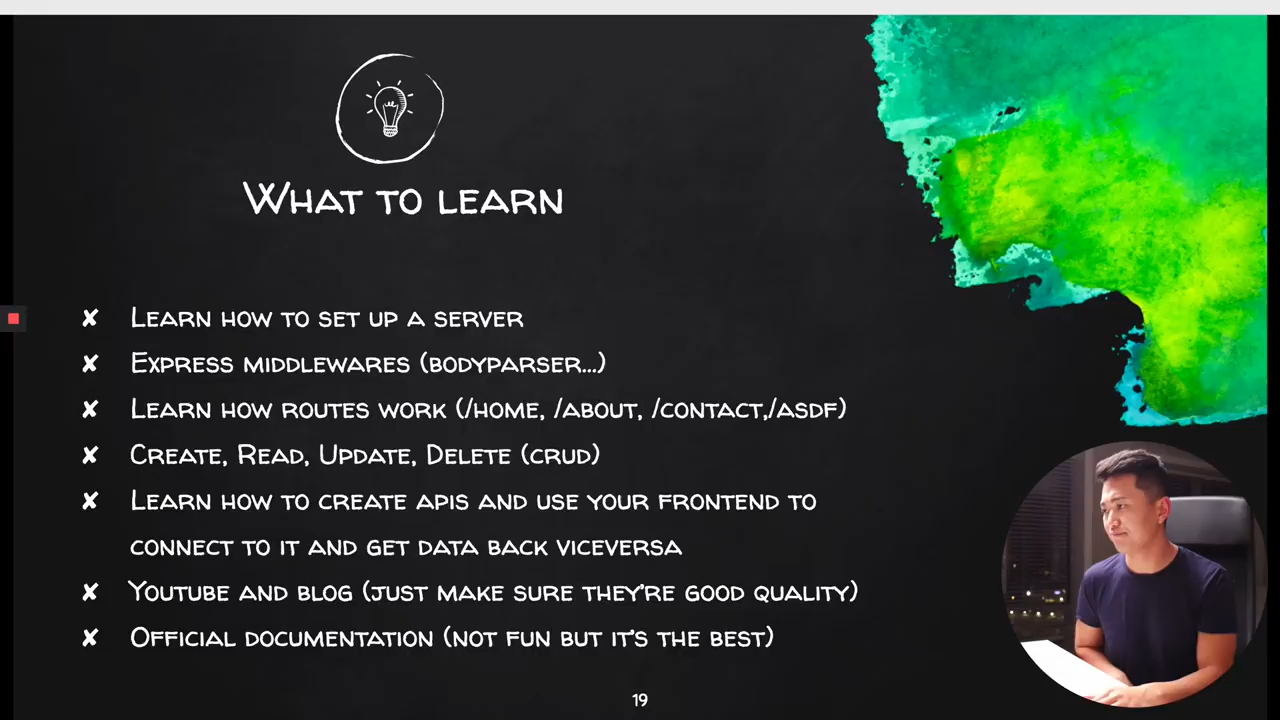 What to learn
✘ Learn how to set up a server
✘ Express middlewares (bodyparser...)
✘ Learn how routes work (/home, /about, /contact,/asdf)
✘ Create, Read, Update, Delete (crud)
✘ Learn how to create apis and use your frontend to
connect to it and get data back viceversa
✘ Youtube and blog (just make sure they're good quality)
✘ Official documentation (not fun but it's the best)
19